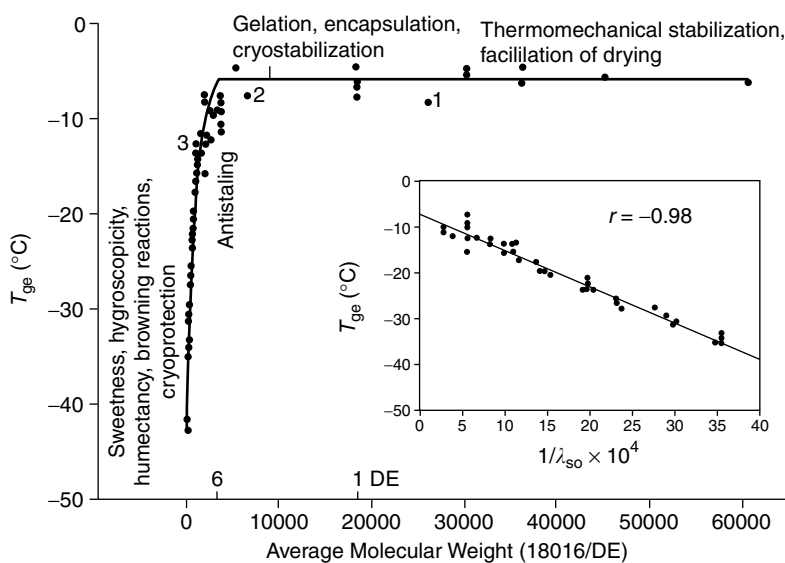 Gelation, encapsulation,
cryostabilization
Thermomechanical stabilization,
facililation of drying
0
−10
−20
−30
−40
−50
T_ge (°C)
Sweetness, hygroscopicity,
humectancy, browning reactions,
cryoprotection
Antistaling
3
2
1
6
1 DE
0
10000
20000
30000
40000
50000
60000
Average Molecular Weight (18016/DE)
r = −0.98
0
−10
−20
−30
−40
−50
T_ge (°C)
0
5
10
15
20
25
30
35
40
1/λ_so × 10^4